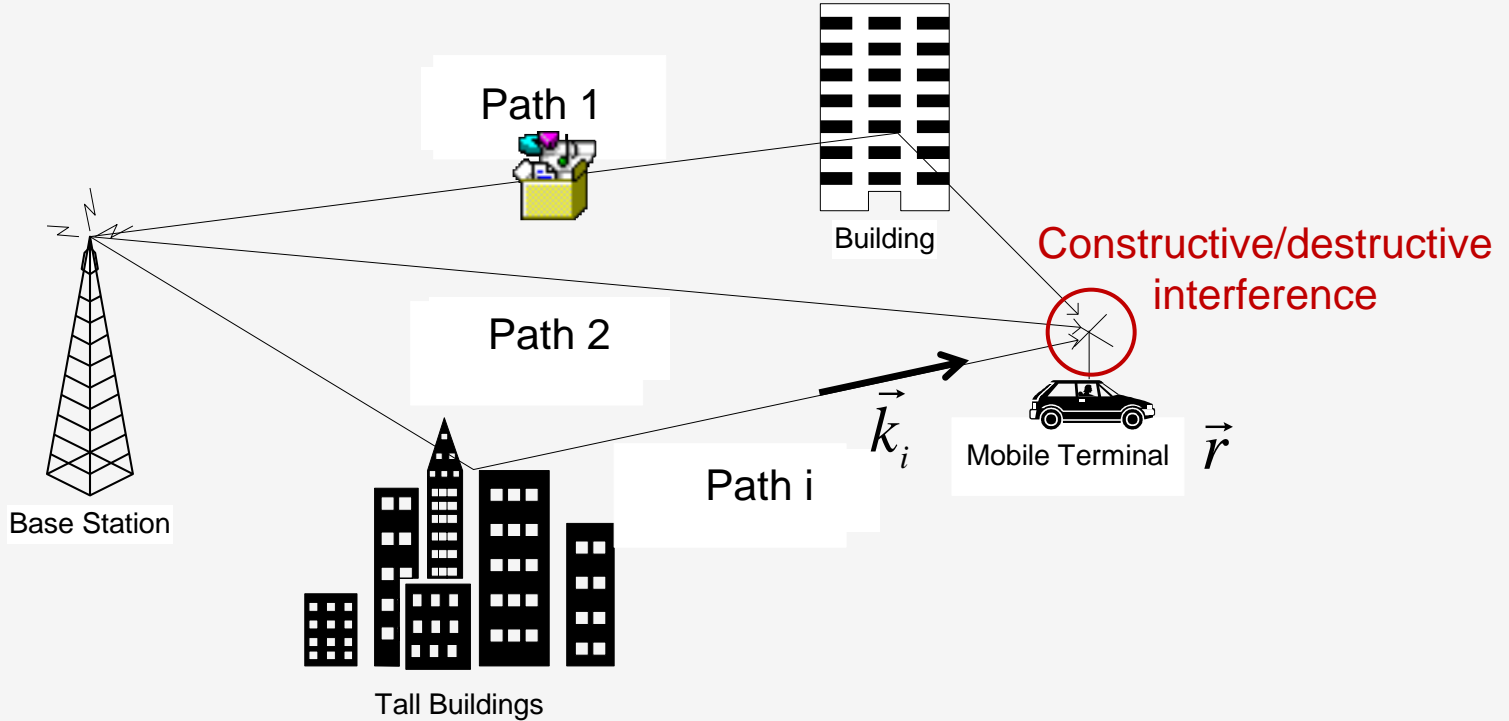 Path 1
Building
Constructive/destructive
interference
Path 2
k⃗ᵢ
Mobile Terminal
r⃗
Path i
Base Station
Tall Buildings